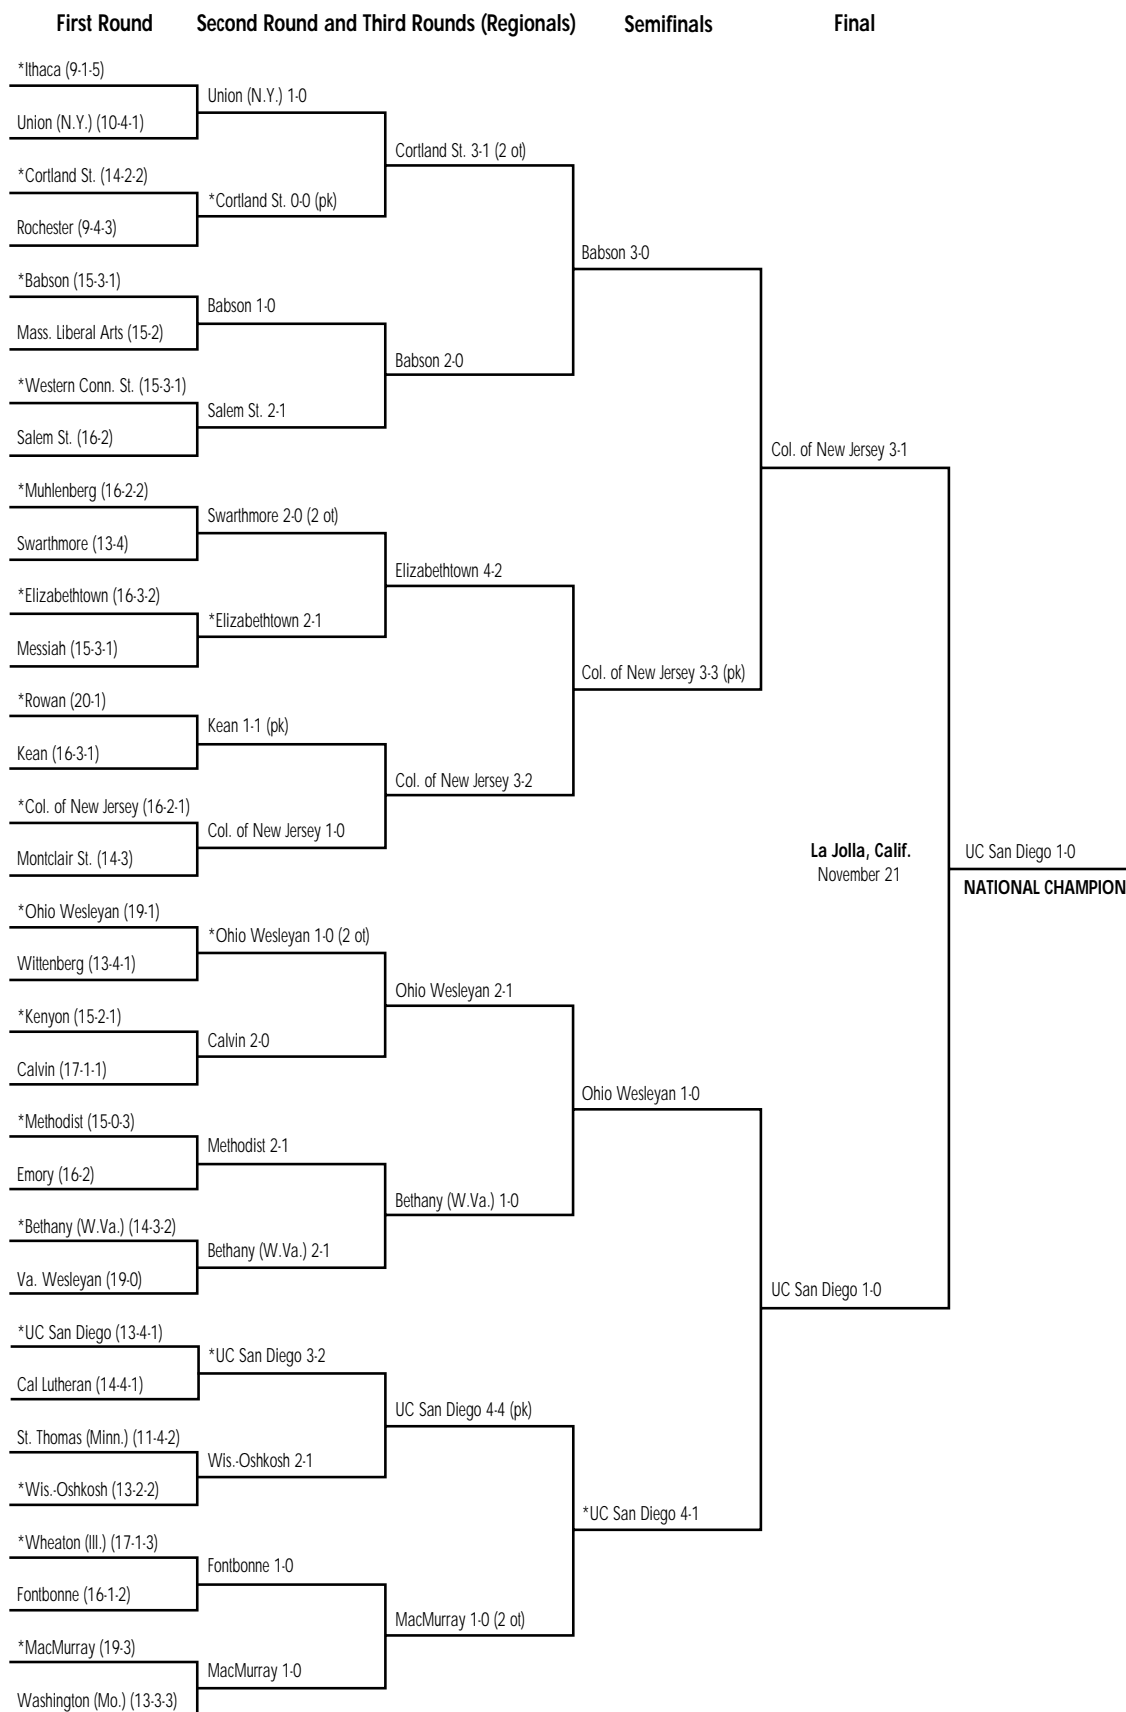 First Round
Second Round and Third Rounds (Regionals)
Semifinals
Final
*Ithaca (9-1-5)
Union (N.Y.) (10-4-1)
*Cortland St. (14-2-2)
Rochester (9-4-3)
*Babson (15-3-1)
Mass. Liberal Arts (15-2)
*Western Conn. St. (15-3-1)
Salem St. (16-2)
*Muhlenberg (16-2-2)
Swarthmore (13-4)
*Elizabethtown (16-3-2)
Messiah (15-3-1)
*Rowan (20-1)
Kean (16-3-1)
*Col. of New Jersey (16-2-1)
Montclair St. (14-3)
*Ohio Wesleyan (19-1)
Wittenberg (13-4-1)
*Kenyon (15-2-1)
Calvin (17-1-1)
*Methodist (15-0-3)
Emory (16-2)
*Bethany (W.Va.) (14-3-2)
Va. Wesleyan (19-0)
*UC San Diego (13-4-1)
Cal Lutheran (14-4-1)
St. Thomas (Minn.) (11-4-2)
*Wis.-Oshkosh (13-2-2)
*Wheaton (Ill.) (17-1-3)
Fontbonne (16-1-2)
*MacMurray (19-3)
Washington (Mo.) (13-3-3)
Union (N.Y.) 1-0
*Cortland St. 0-0 (pk)
Babson 1-0
Salem St. 2-1
Swarthmore 2-0 (2 ot)
*Elizabethtown 2-1
Kean 1-1 (pk)
Col. of New Jersey 1-0
*Ohio Wesleyan 1-0 (2 ot)
Calvin 2-0
Methodist 2-1
Bethany (W.Va.) 2-1
*UC San Diego 3-2
Wis.-Oshkosh 2-1
Fontbonne 1-0
MacMurray 1-0
Cortland St. 3-1 (2 ot)
Babson 2-0
Elizabethtown 4-2
Col. of New Jersey 3-2
Ohio Wesleyan 2-1
Bethany (W.Va.) 1-0
UC San Diego 4-4 (pk)
MacMurray 1-0 (2 ot)
Babson 3-0
Col. of New Jersey 3-3 (pk)
Ohio Wesleyan 1-0
*UC San Diego 4-1
Col. of New Jersey 3-1
UC San Diego 1-0
La Jolla, Calif.
November 21
UC San Diego 1-0
NATIONAL CHAMPION